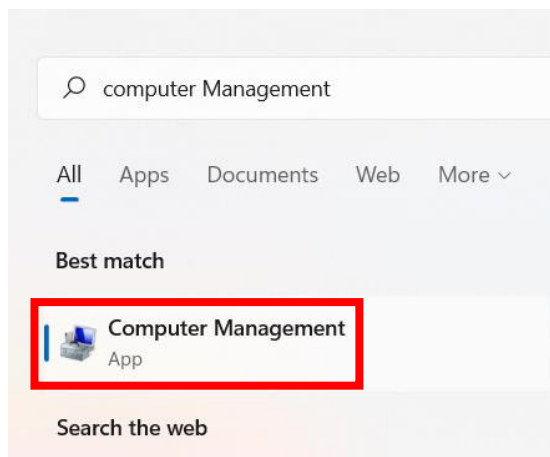 computer Management
All Apps Documents Web More
Best match
Computer Management
App
Search the web